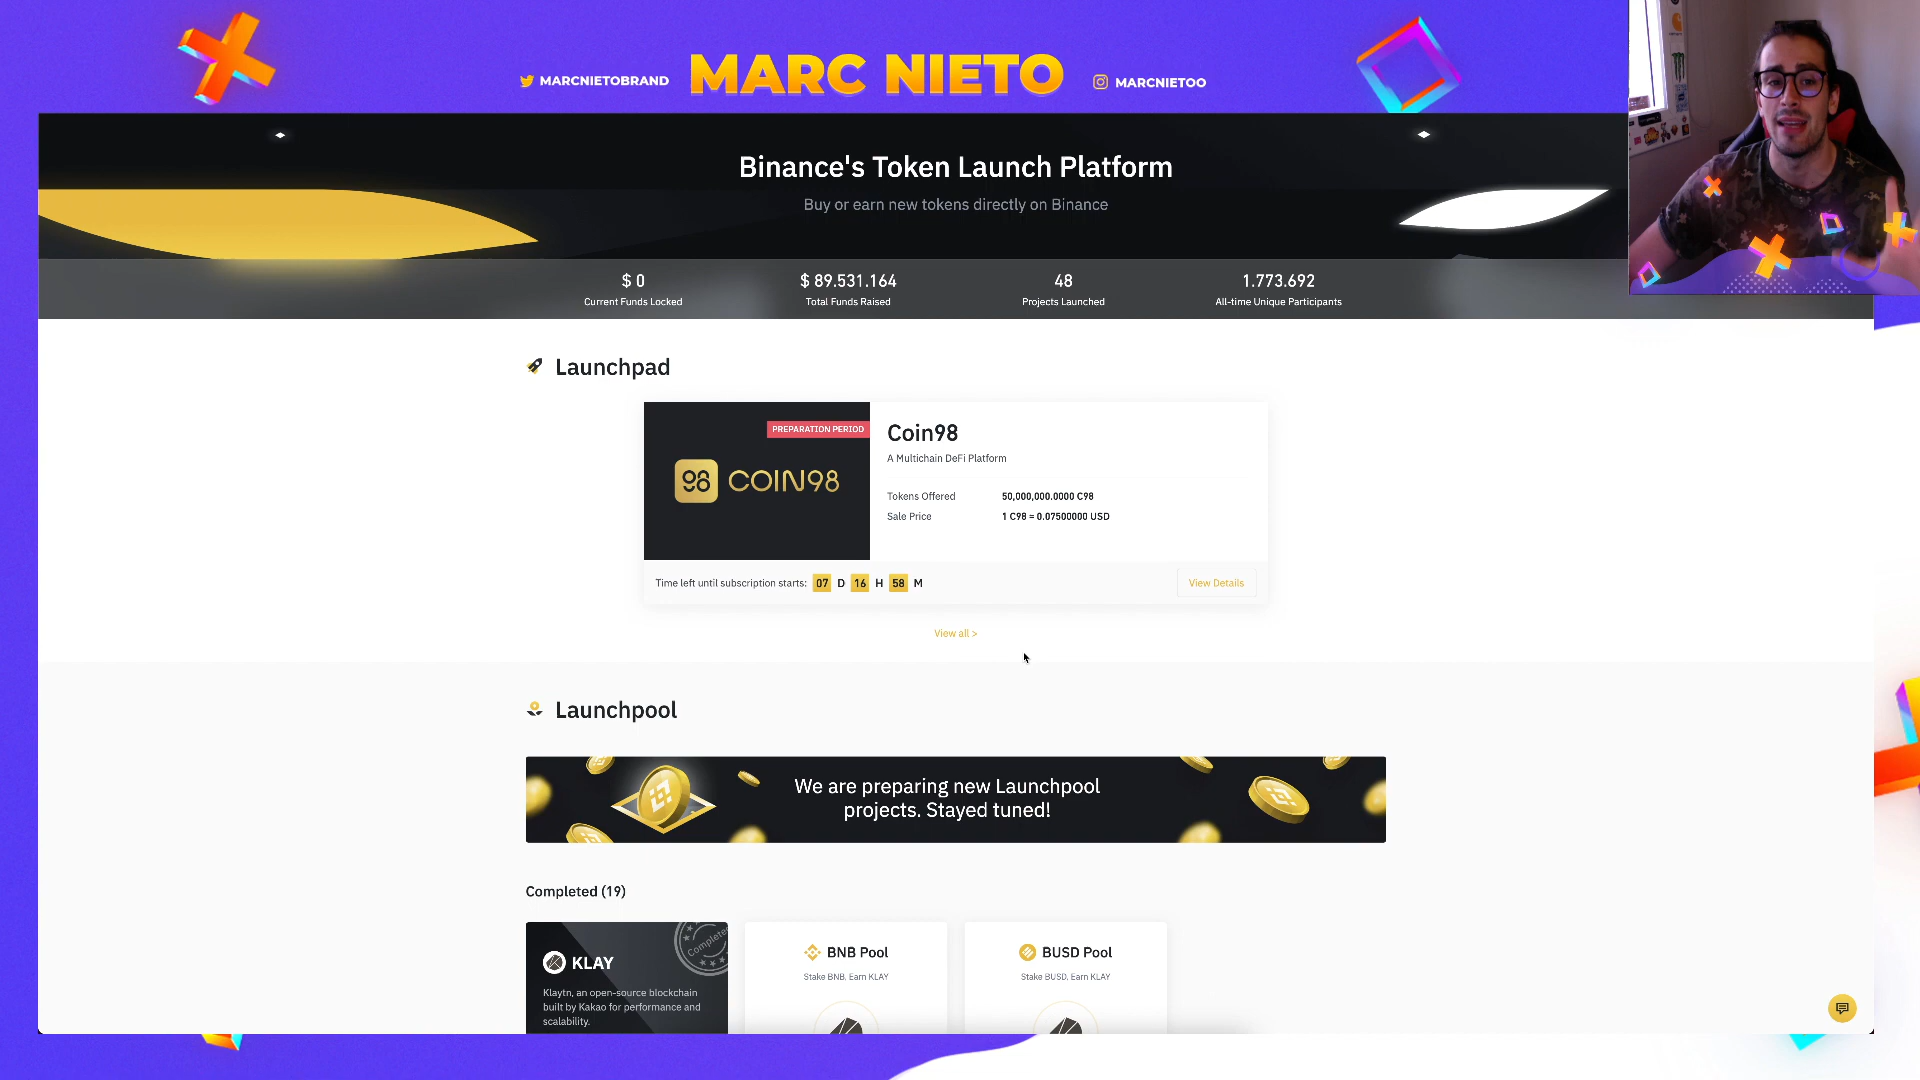 MARCNIETOBRAND
MARC NIETO
MARCNIETOO
Binance's Token Launch Platform
Buy or earn new tokens directly on Binance
$ 0
Current Funds Locked
$ 89.531.164
Total Funds Raised
48
Projects Launched
1.773.692
All-time Unique Participants
Launchpad
PREPARATION PERIOD
98 COIN98
Coin98
A Multichain DeFi Platform
Tokens Offered 50,000,000.0000 C98
Sale Price 1 C98 = 0.07500000 USD
Time left until subscription starts: 07 D 16 H 58 M
View Details
View all >
Launchpool
We are preparing new Launchpool
projects. Stayed tuned!
Completed (19)
Completed
KLAY
Klaytn, an open-source blockchain
built by Kakao for performance and
scalability.
BNB Pool
Stake BNB. Earn KLAY
BUSD Pool
Stake BUSD. Earn KLAY